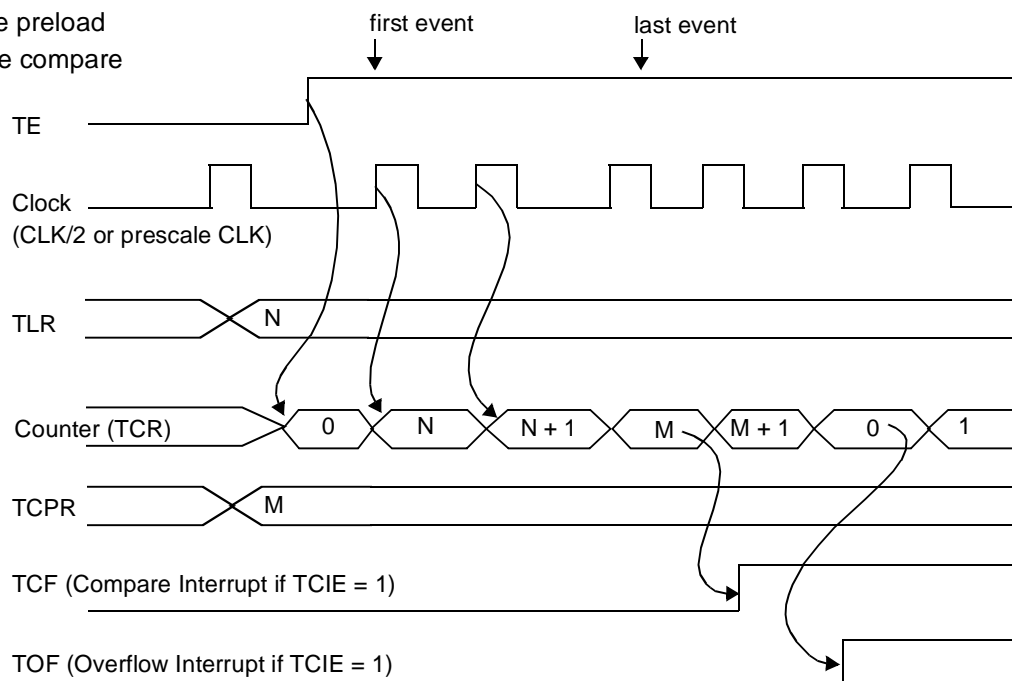 e preload
first event
last event
e compare
TE
Clock
(CLK/2 or prescale CLK)
TLR
N
Counter (TCR)
0
N
N + 1
M
M + 1
0
1
TCPR
M
TCF (Compare Interrupt if TCIE = 1)
TOF (Overflow Interrupt if TCIE = 1)